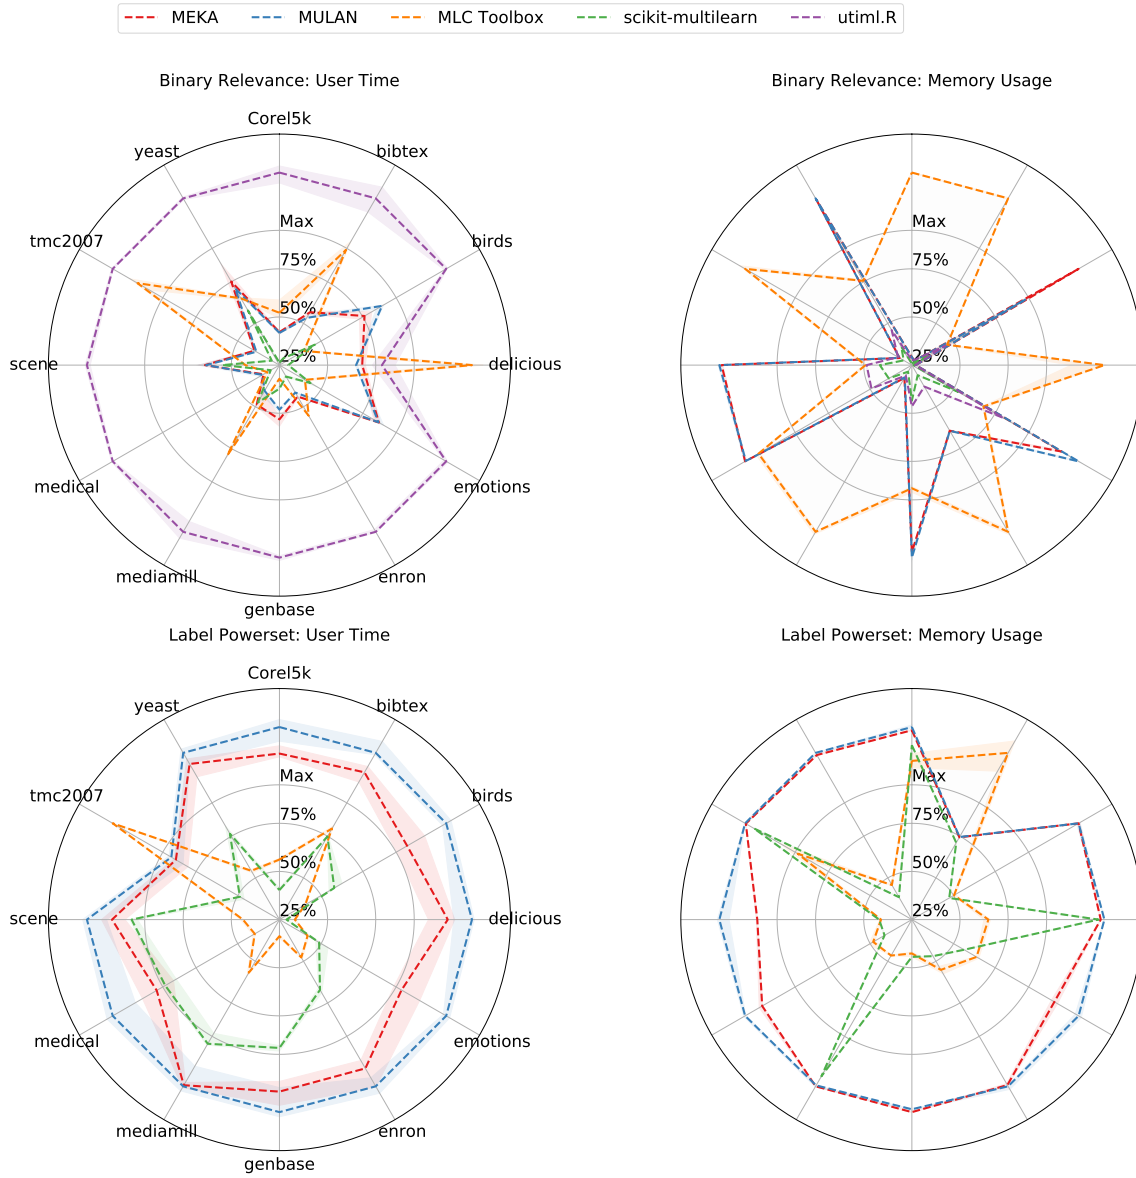 MEKA MULAN MLC Toolbox scikit-multilearn utiml.R
Binary Relevance: User Time
Binary Relevance: Memory Usage
Corel5k
yeast
bibtex
Max
tmc2007
birds
75%
50%
scene
25%
delicious
medical
emotions
mediamill
enron
genbase
Max
75%
50%
25%
Label Powerset: User Time
Label Powerset: Memory Usage
Corel5k
yeast
bibtex
Max
tmc2007
birds
75%
50%
scene
25%
delicious
medical
emotions
mediamill
enron
genbase
Max
75%
50%
25%